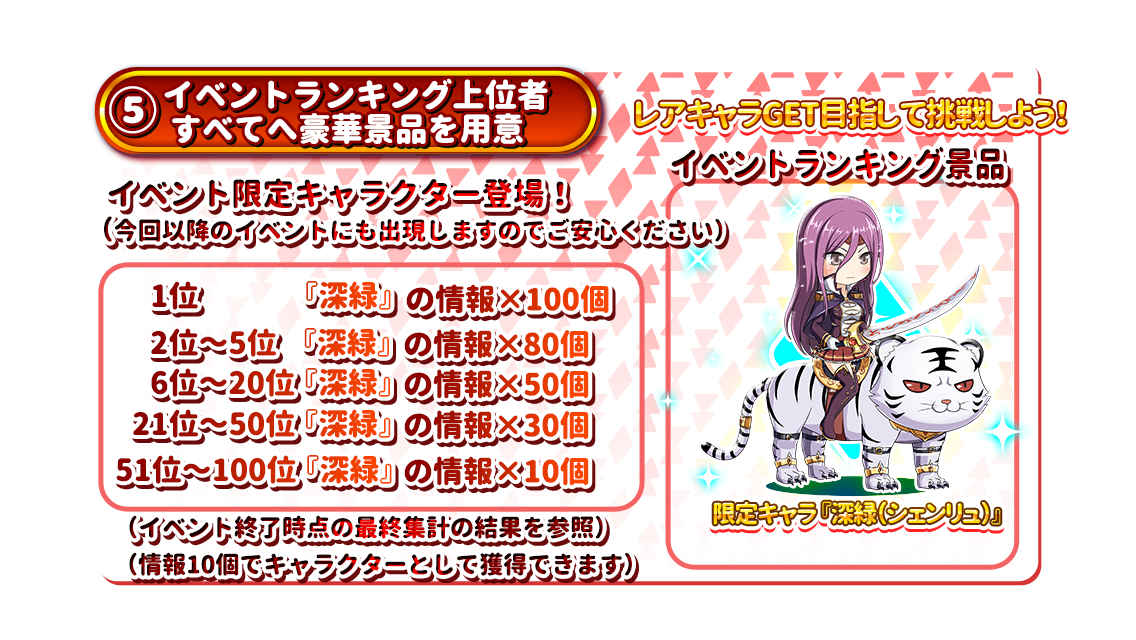 ⑤ イベントランキング上位者
すべてへ豪華景品を用意
レアキャラGET目指して挑戦しよう!
イベント限定キャラクター登場！
（今回以降のイベントにも出現しますのでご安心ください）
1位 『深緑』の情報×100個
2位～5位 『深緑』の情報×80個
6位～20位『深緑』の情報×50個
21位～50位『深緑』の情報×30個
51位～100位『深緑』の情報×10個
（イベント終了時点の最終集計の結果を参照）
（情報10個でキャラクターとして獲得できます）
イベントランキング景品
王
限定キャラ『深緑(シェンリュ)』